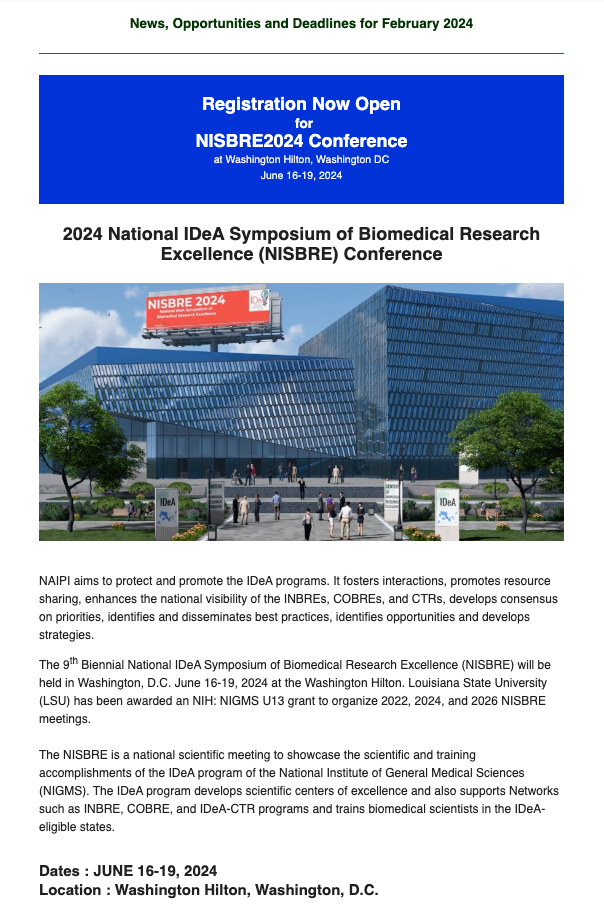 News, Opportunities and Deadlines for February 2024
Registration Now Open
for
NISBRE2024 Conference
at Washington Hilton, Washington DC
June 16-19, 2024
2024 National IDeA Symposium of Biomedical Research
Excellence (NISBRE) Conference
NISBRE 2024
National IDeA Symposium of
Biomedical Research Excellence
IDeA
IDeA
IDeA
NAIPI aims to protect and promote the IDeA programs. It fosters interactions, promotes resource
sharing, enhances the national visibility of the INBREs, COBREs, and CTRs, develops consensus
on priorities, identifies and disseminates best practices, identifies opportunities and develops
strategies.
The 9th Biennial National IDeA Symposium of Biomedical Research Excellence (NISBRE) will be
held in Washington, D.C. June 16-19, 2024 at the Washington Hilton. Louisiana State University
(LSU) has been awarded an NIH: NIGMS U13 grant to organize 2022, 2024, and 2026 NISBRE
meetings.
The NISBRE is a national scientific meeting to showcase the scientific and training
accomplishments of the IDeA program of the National Institute of General Medical Sciences
(NIGMS). The IDeA program develops scientific centers of excellence and also supports Networks
such as INBRE, COBRE, and IDeA-CTR programs and trains biomedical scientists in the IDeA-
eligible states.
Dates : JUNE 16-19, 2024
Location : Washington Hilton, Washington, D.C.